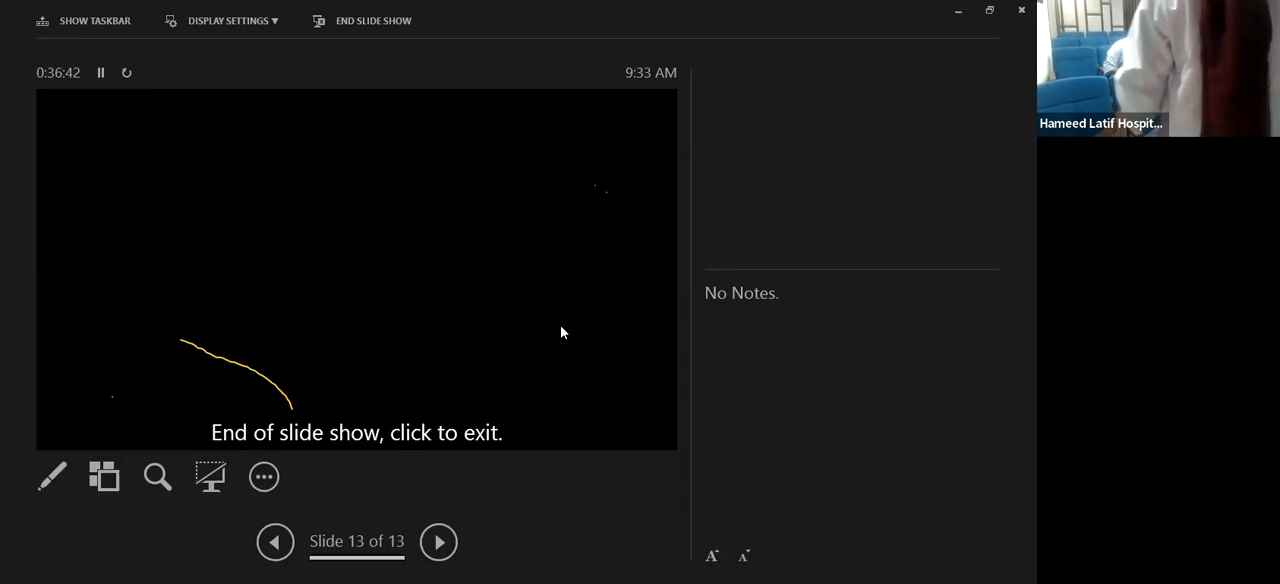 SHOW TASKBAR DISPLAY SETTINGS ▼ END SLIDE SHOW
0:36:42 9:33 AM
Hameed Latif Hospit...
No Notes.
End of slide show, click to exit.
Slide 13 of 13
A A